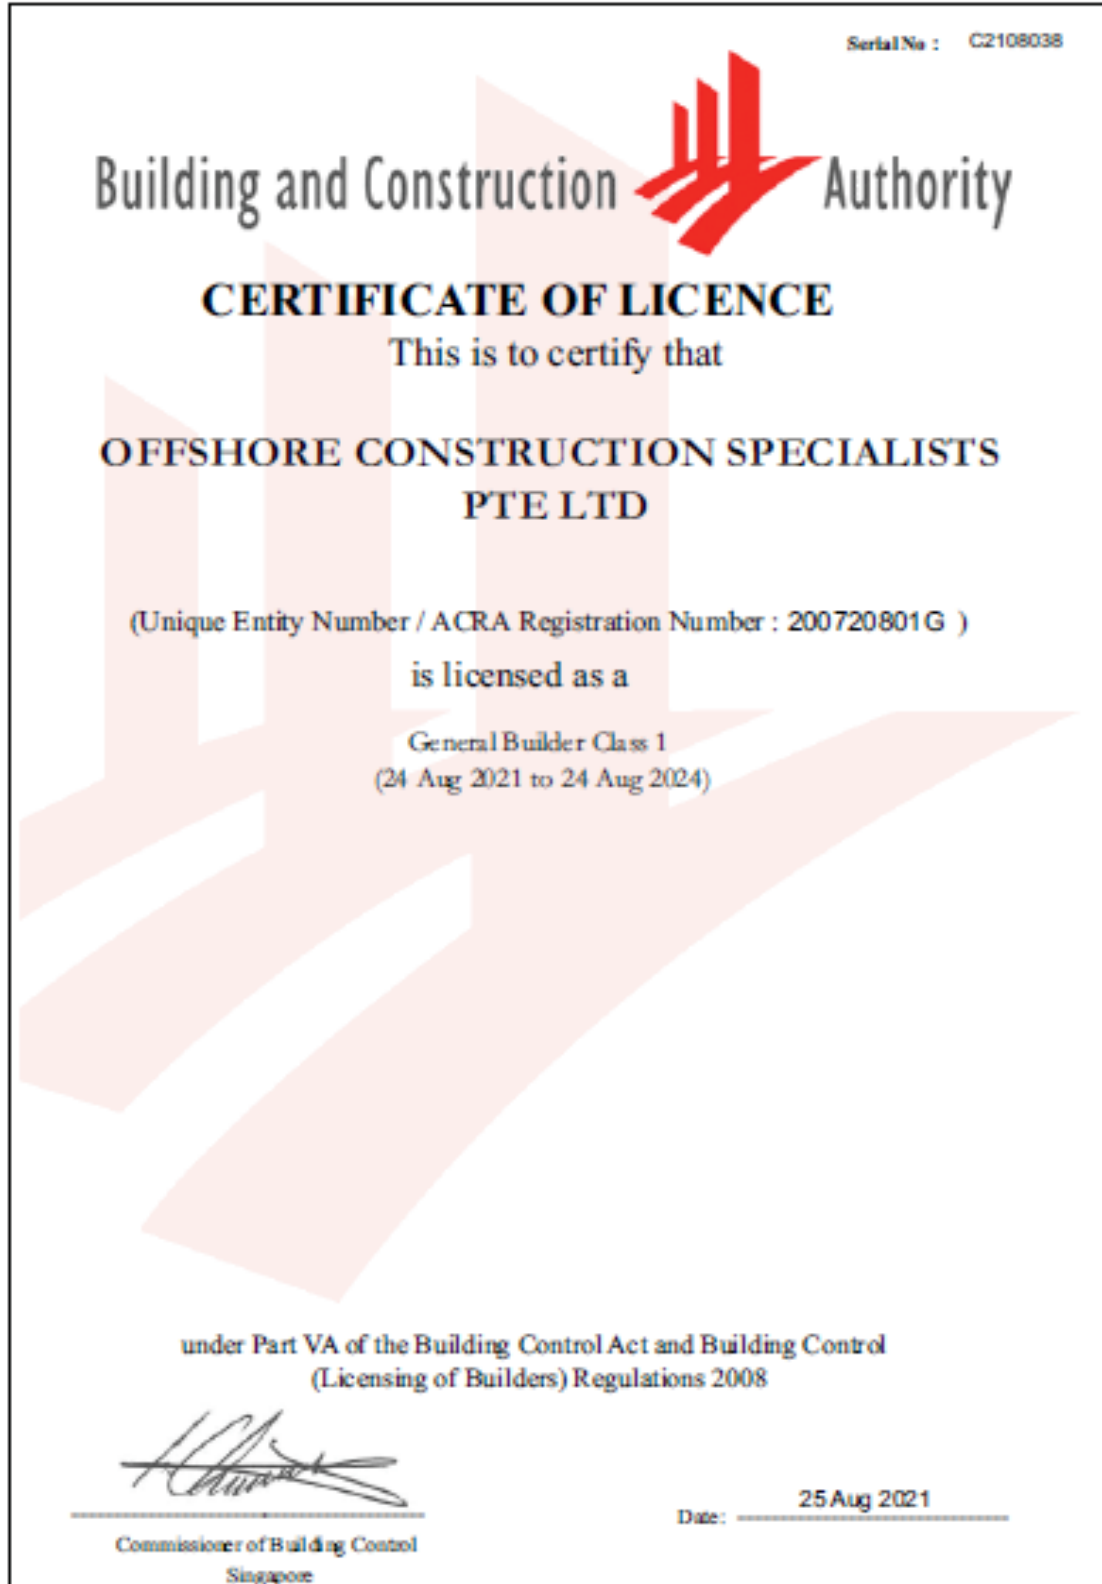 Serial No : C2108038
Building and Construction Authority
CERTIFICATE OF LICENCE
This is to certify that
OFFSHORE CONSTRUCTION SPECIALISTS
PTE LTD
(Unique Entity Number / ACRA Registration Number : 200720801G )
is licensed as a
General Builder Class 1
(24 Aug 2021 to 24 Aug 2024)
under Part VA of the Building Control Act and Building Control
(Licensing of Builders) Regulations 2008
25 Aug 2021
Date:
Commissioner of Building Control
Singapore